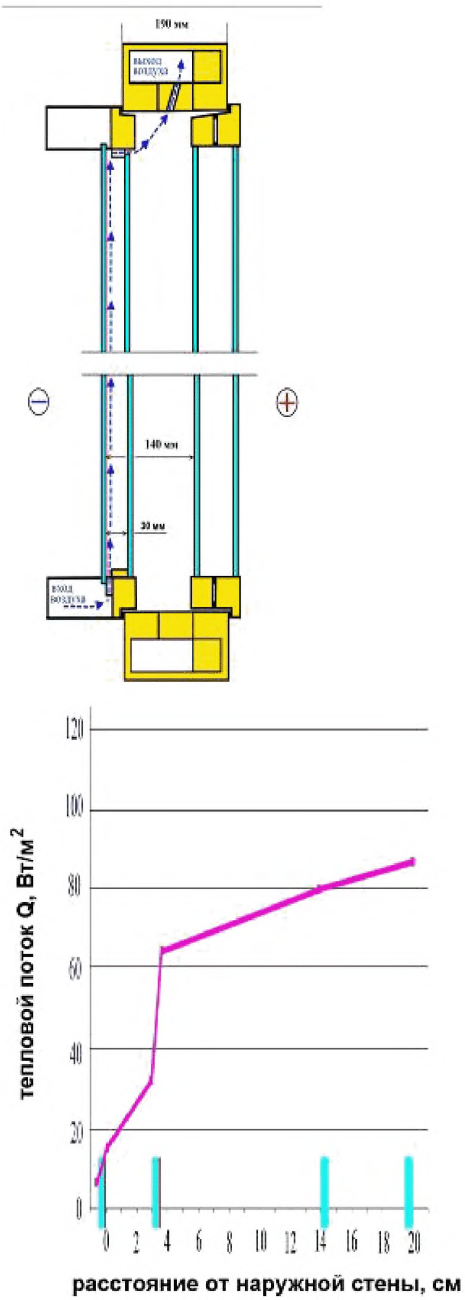 190 мм
ВЫХОД
ВОЗДУХА
140 мм
30 мм
ВХОД
ВОЗДУХА
120
100
80
60
40
20
0
тепловой поток Q, Вт/м²
0 2 4 6 8 10 12 14 16 18 20
расстояние от наружной стены, см